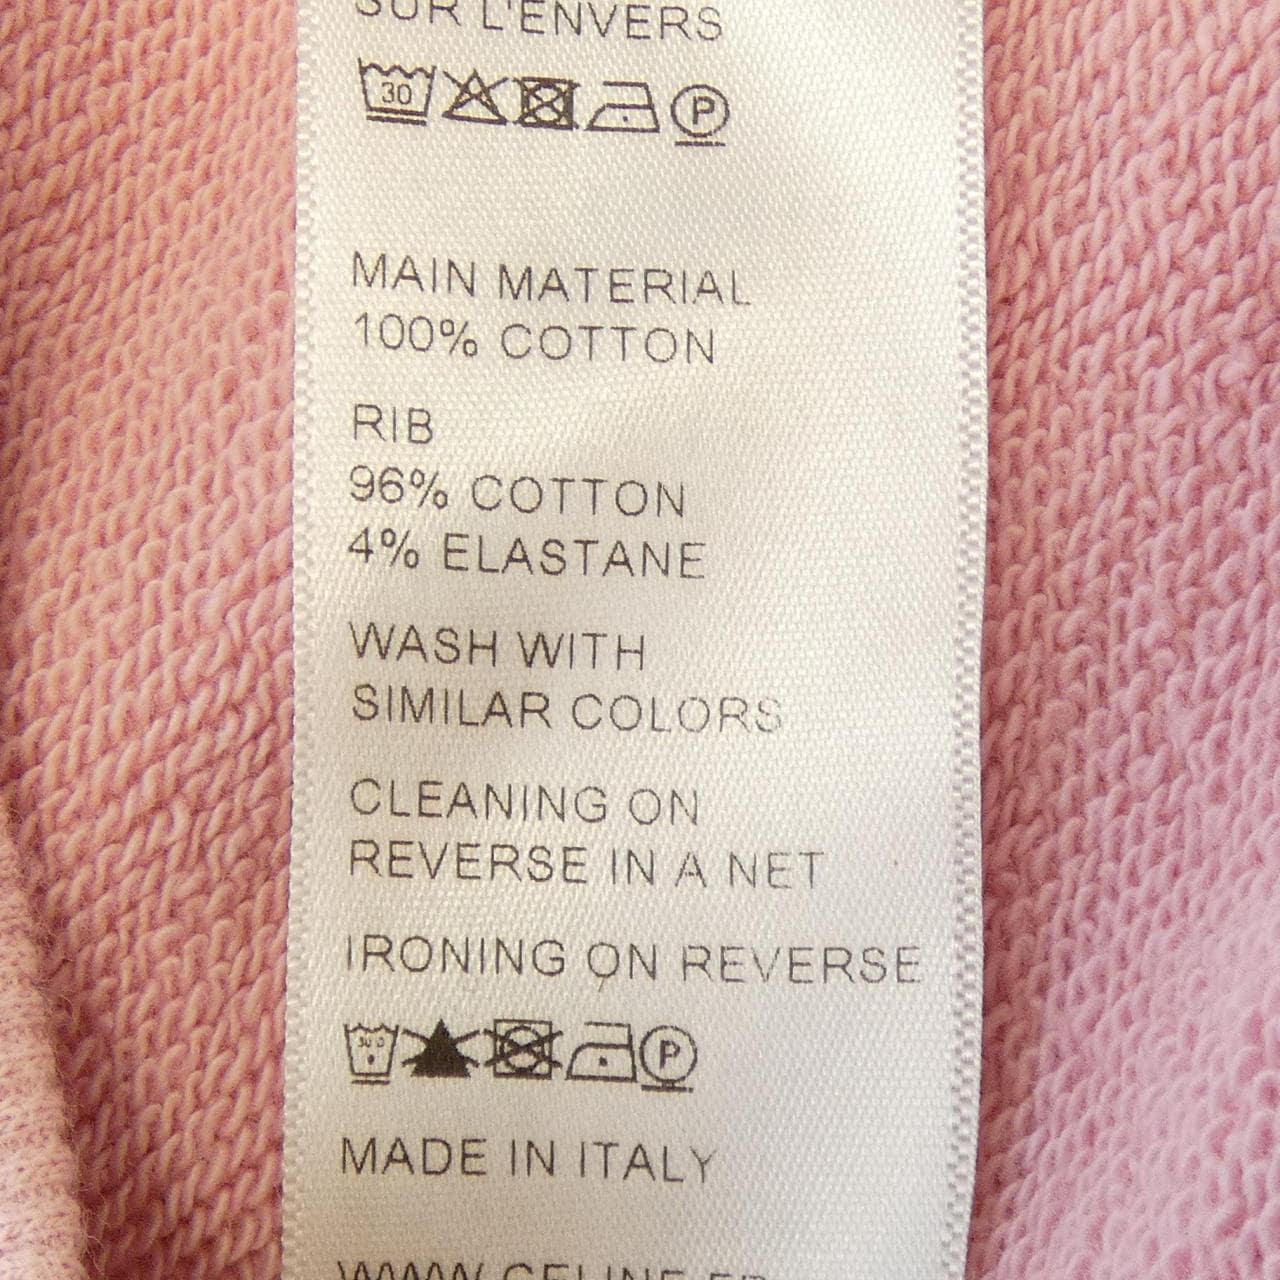 SUR L'ENVERS
30 P
MAIN MATERIAL
100% COTTON
RIB
96% COTTON
4% ELASTANE
WASH WITH
SIMILAR COLORS
CLEANING ON
REVERSE IN A NET
IRONING ON REVERSE
P
MADE IN ITALY